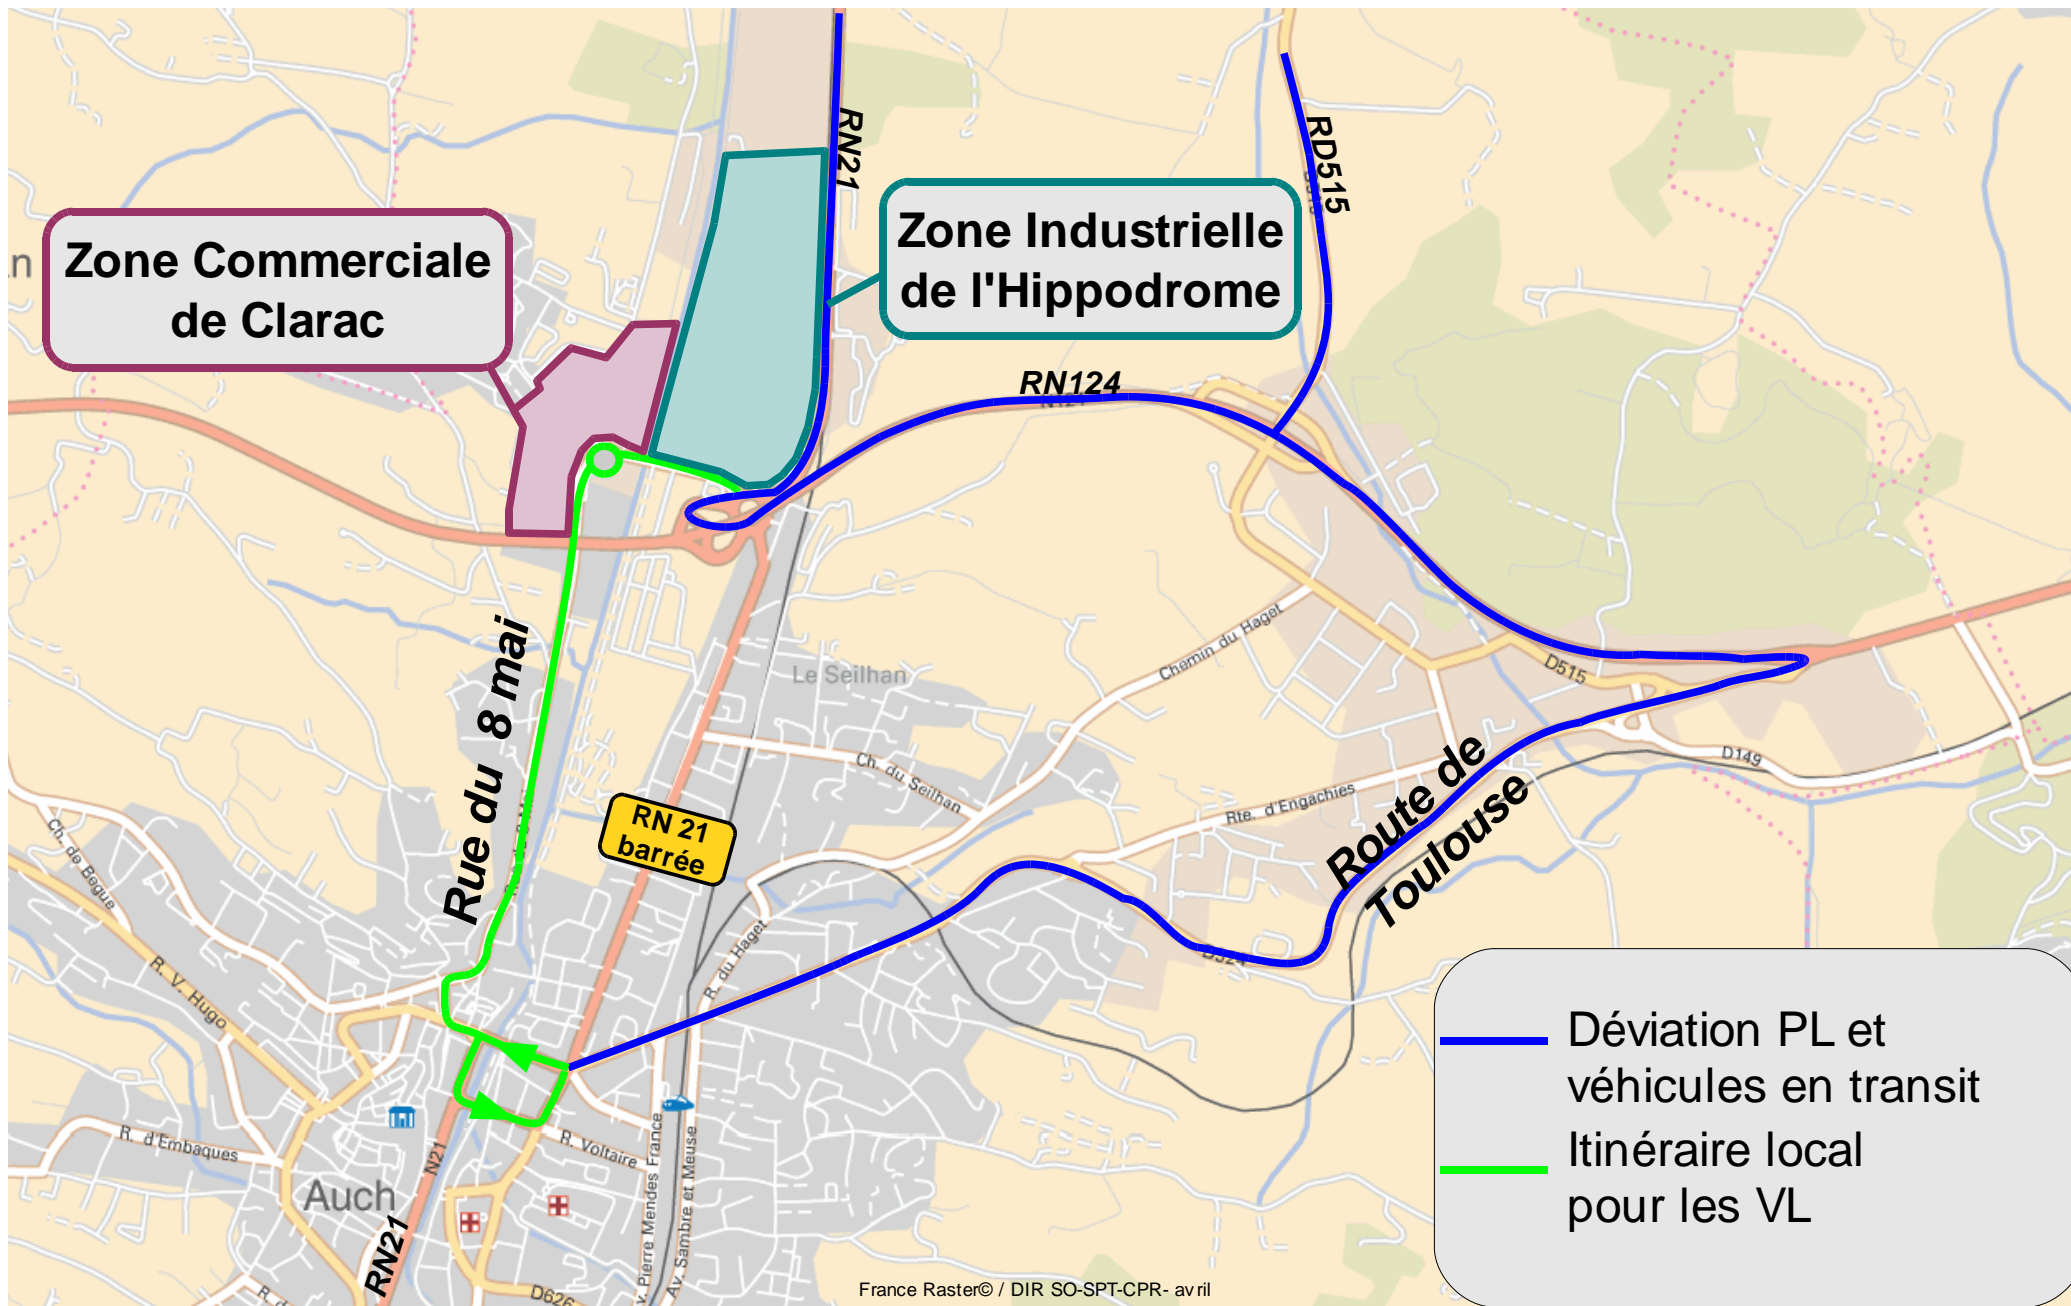 RN21
RD515
Zone Industrielle
de l'Hippodrome
Zone Commerciale
de Clarac
RN124
Rue du 8 mai
Le Seilhan
Chemin du Haget
D515
D149
Ch. du Seilhan
Rte. d'Engachies
Route de
Toulouse
RN 21
barrée
Ch. de Begue
R. V. Hugo
R. du Haget
D924
R. d'Embaques
N21
R. Voltaire
Auch
RN21
v. Pierre Mendes France
Av. Sambre et Meuse
D626
Déviation PL et
véhicules en transit
Itinéraire local
pour les VL
France Raster© / DIR SO-SPT-CPR- avril